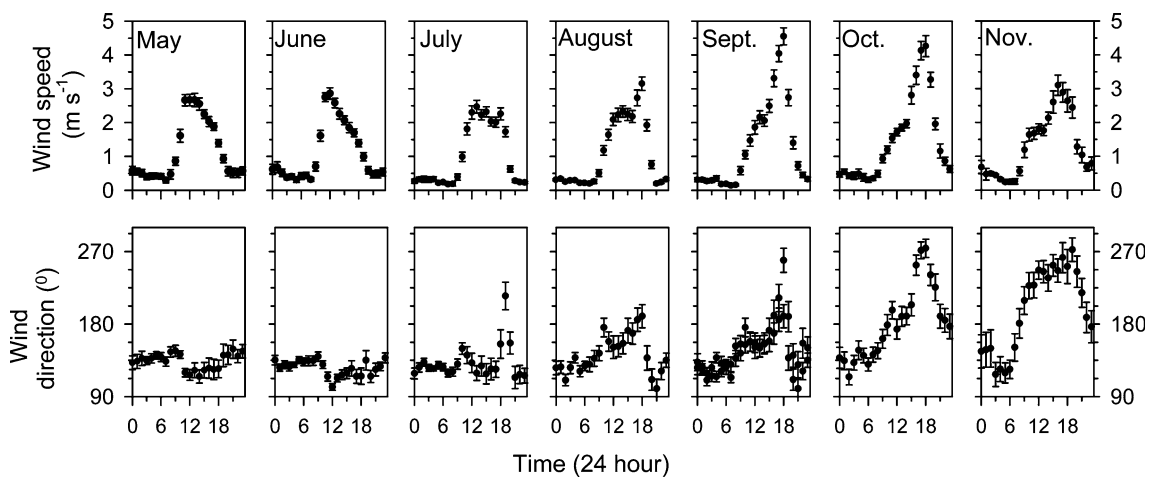 5 5
4 4
3 3
2 2
1 1
0 0
Wind speed
(m s⁻¹)
May June July August Sept. Oct. Nov.
270 270
180 180
90 90
Wind
direction (⁰)
0 6 12 18 0 6 12 18 0 6 12 18 0 6 12 18 0 6 12 18 0 6 12 18 0 6 12 18
Time (24 hour)